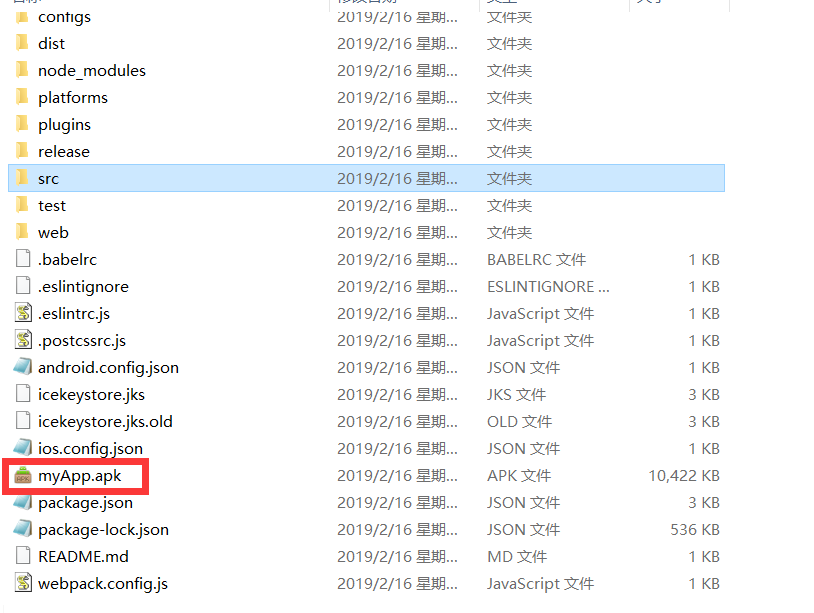 configs 2019/2/16 星期... 文件夹
dist 2019/2/16 星期... 文件夹
node_modules 2019/2/16 星期... 文件夹
platforms 2019/2/16 星期... 文件夹
plugins 2019/2/16 星期... 文件夹
release 2019/2/16 星期... 文件夹
src 2019/2/16 星期... 文件夹
test 2019/2/16 星期... 文件夹
web 2019/2/16 星期... 文件夹
.babelrc 2019/2/16 星期... BABELRC 文件 1 KB
.eslintignore 2019/2/16 星期... ESLINTIGNORE ... 1 KB
.eslintrc.js 2019/2/16 星期... JavaScript 文件 1 KB
.postcssrc.js 2019/2/16 星期... JavaScript 文件 1 KB
android.config.json 2019/2/16 星期... JSON 文件 1 KB
icekeystore.jks 2019/2/16 星期... JKS 文件 3 KB
icekeystore.jks.old 2019/2/16 星期... OLD 文件 3 KB
ios.config.json 2019/2/16 星期... JSON 文件 1 KB
myApp.apk 2019/2/16 星期... APK 文件 10,422 KB
package.json 2019/2/16 星期... JSON 文件 3 KB
package-lock.json 2019/2/16 星期... JSON 文件 536 KB
README.md 2019/2/16 星期... MD 文件 1 KB
webpack.config.js 2019/2/16 星期... JavaScript 文件 1 KB